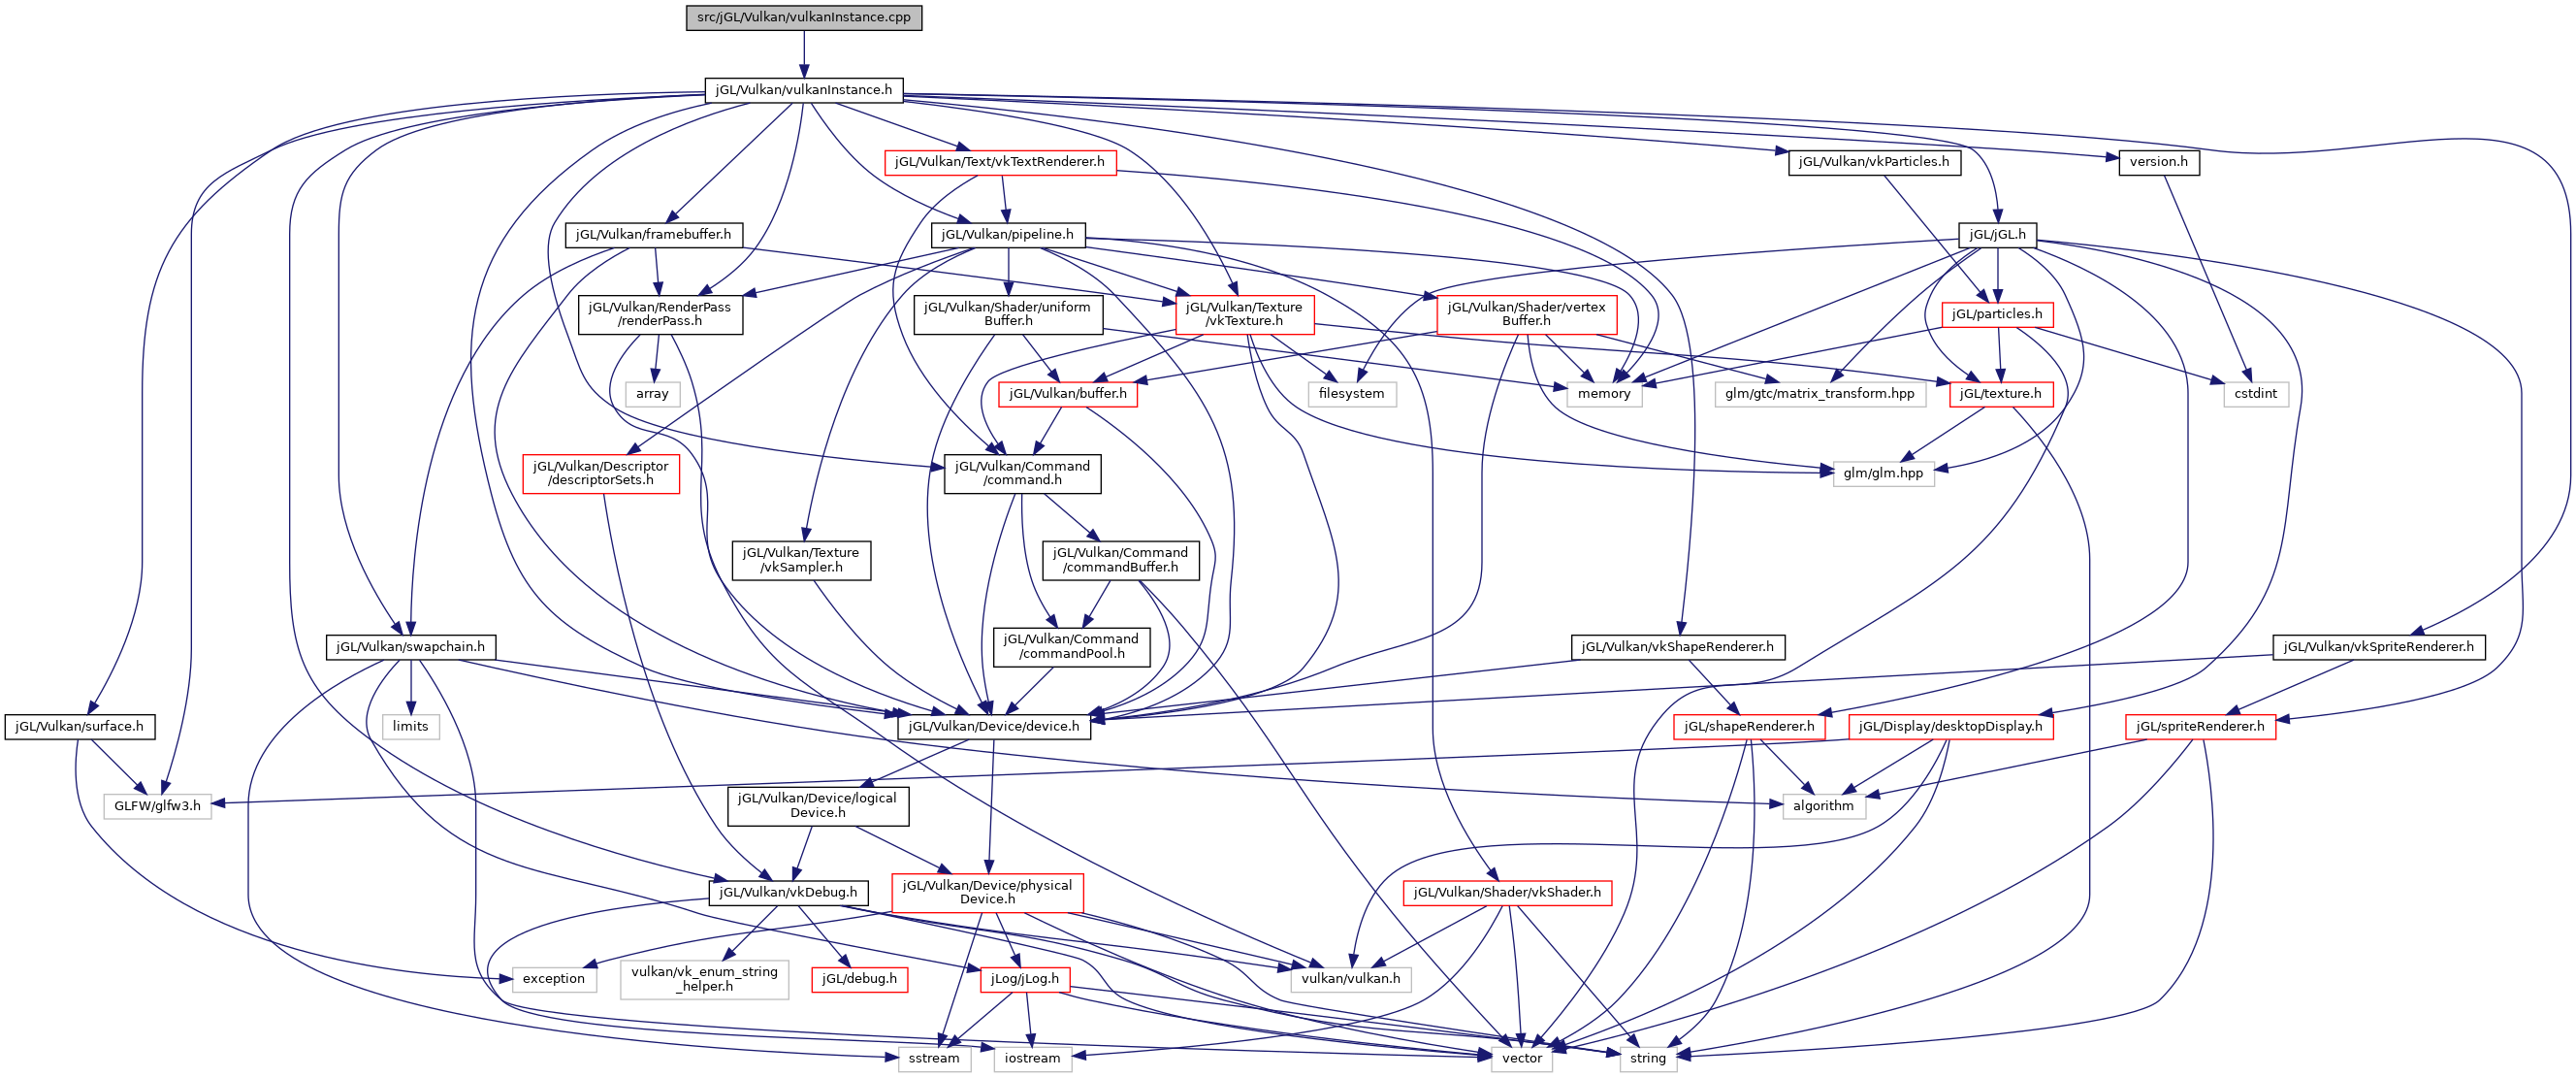 src/jGL/Vulkan/vulkanInstance.cpp
jGL/Vulkan/vulkanInstance.h
jGL/Vulkan/Text/vkTextRenderer.h
jGL/Vulkan/vkParticles.h
version.h
jGL/Vulkan/framebuffer.h
jGL/Vulkan/pipeline.h
jGL/jGL.h
jGL/Vulkan/RenderPass
/renderPass.h
jGL/Vulkan/Shader/uniform
Buffer.h
jGL/Vulkan/Texture
/vkTexture.h
jGL/Vulkan/Shader/vertex
Buffer.h
jGL/particles.h
array
jGL/Vulkan/buffer.h
filesystem
memory
glm/gtc/matrix_transform.hpp
jGL/texture.h
cstdint
jGL/Vulkan/Descriptor
/descriptorSets.h
jGL/Vulkan/Command
/command.h
glm/glm.hpp
jGL/Vulkan/Texture
/vkSampler.h
jGL/Vulkan/Command
/commandBuffer.h
jGL/Vulkan/swapchain.h
jGL/Vulkan/Command
/commandPool.h
jGL/Vulkan/vkShapeRenderer.h
jGL/Vulkan/vkSpriteRenderer.h
jGL/Vulkan/surface.h
limits
jGL/Vulkan/Device/device.h
jGL/shapeRenderer.h
jGL/Display/desktopDisplay.h
jGL/spriteRenderer.h
GLFW/glfw3.h
jGL/Vulkan/Device/logical
Device.h
algorithm
jGL/Vulkan/vkDebug.h
jGL/Vulkan/Device/physical
Device.h
jGL/Vulkan/Shader/vkShader.h
exception
vulkan/vk_enum_string
_helper.h
jGL/debug.h
jLog/jLog.h
vulkan/vulkan.h
sstream
iostream
vector
string